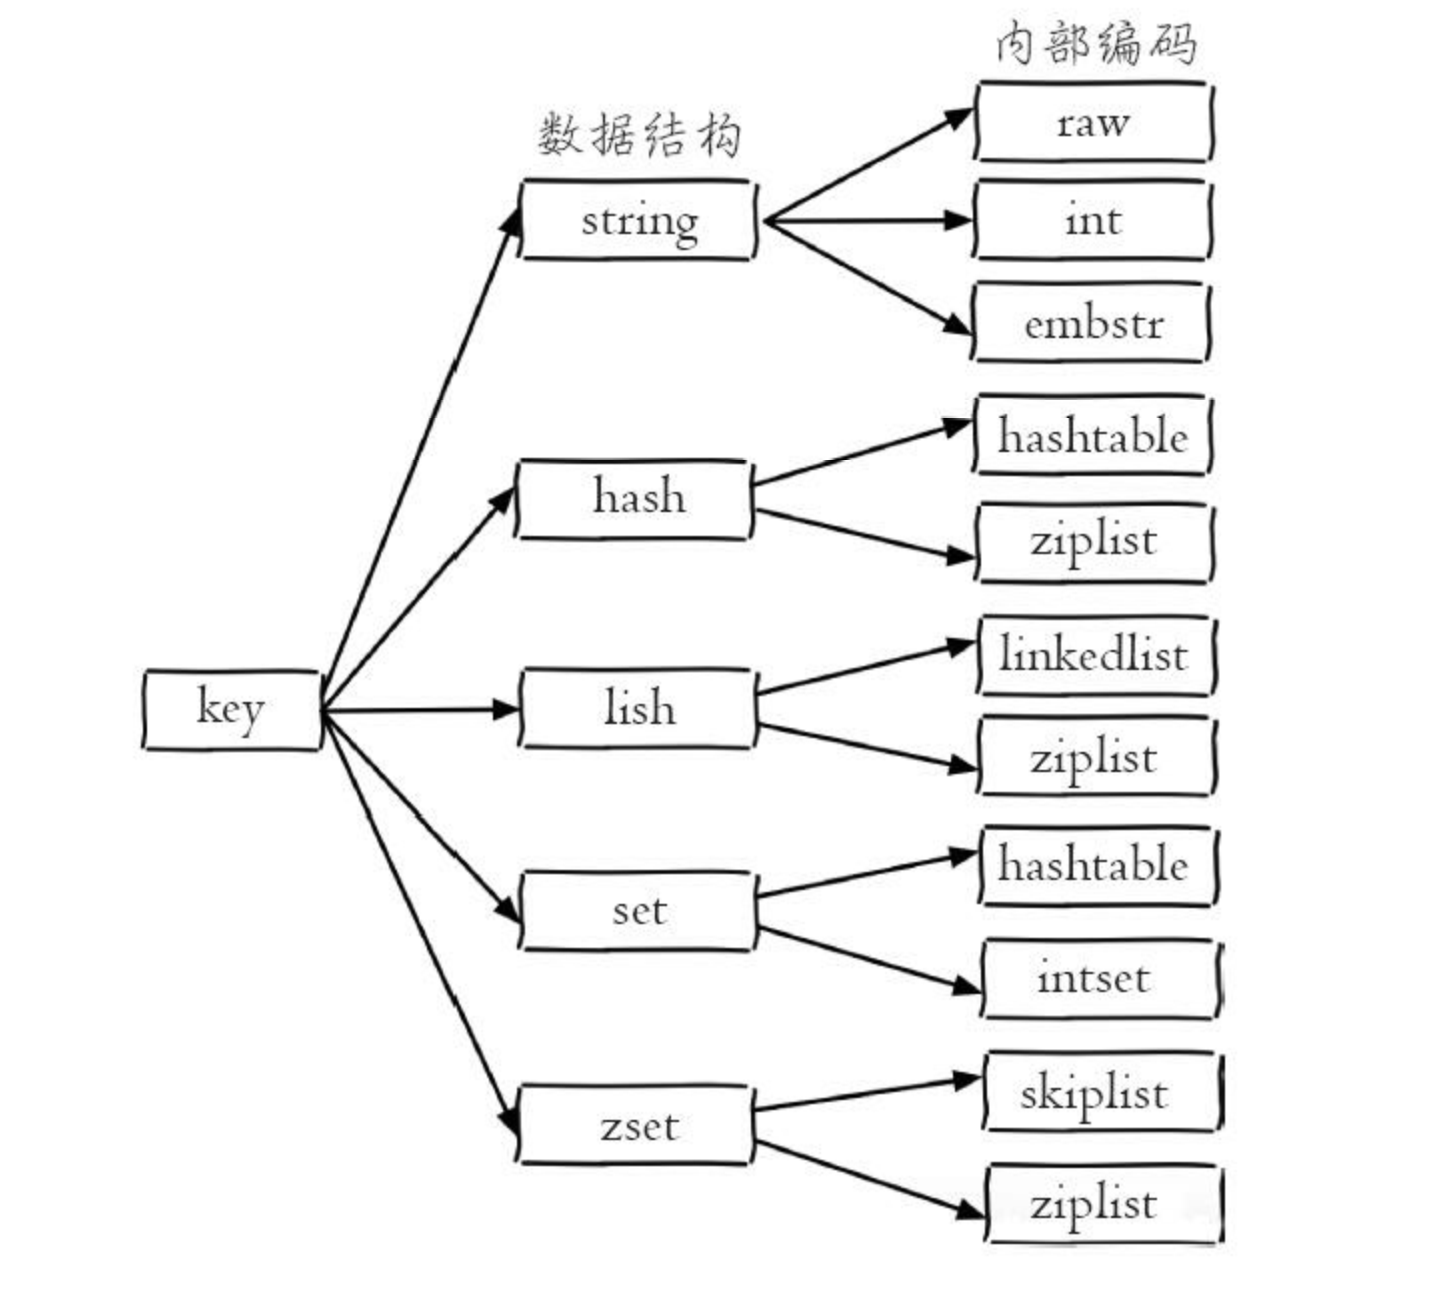 内部编码
raw
数据结构
string
int
embstr
hashtable
hash
ziplist
linkedlist
key
lish
ziplist
hashtable
set
intset
skiplist
zset
ziplist